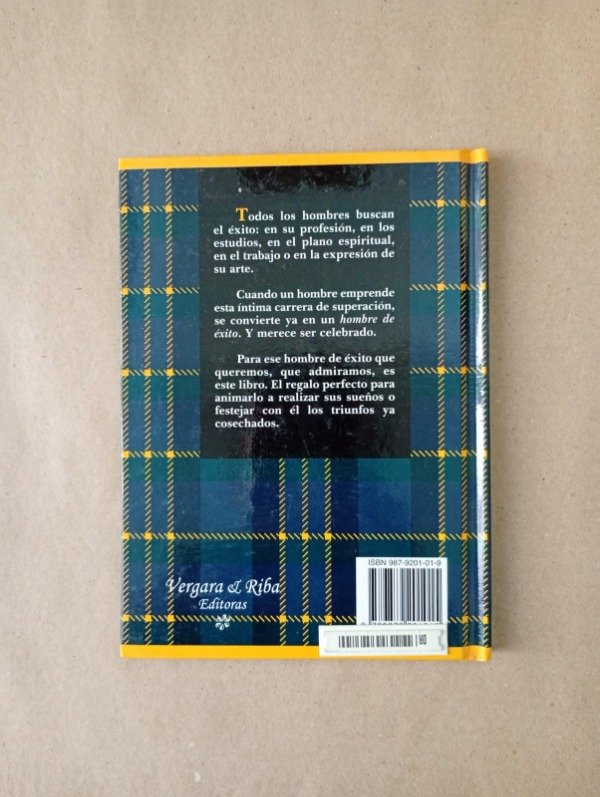 Todos los hombres buscan
el éxito: en su profesión, en los
estudios, en el plano espiritual,
en el trabajo o en la expresión de
su arte.
Cuando un hombre emprende
esta íntima carrera de superación,
se convierte ya en un hombre de
éxito. Y merece ser celebrado.
Para ese hombre de éxito que
queremos, que admiramos, es
este libro. El regalo perfecto para
animarlo a realizar sus sueños o
festejar con él los triunfos ya
cosechados.
Vergara & Riba
Editoras
ISBN 987-9201-01-9